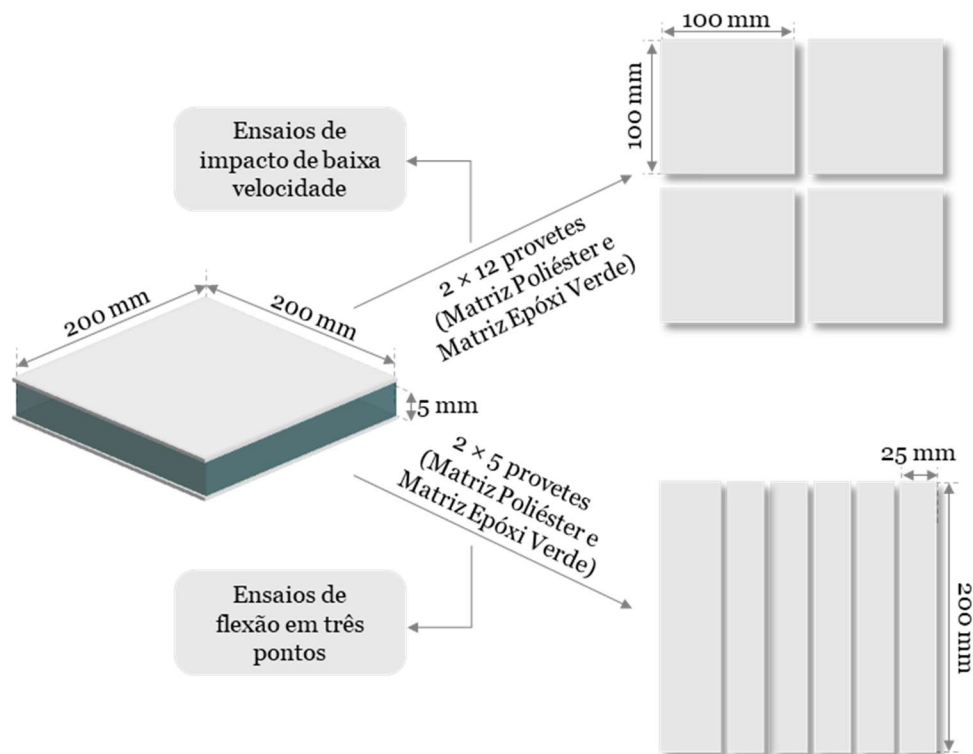 100 mm
100 mm
Ensaios de
impacto de baixa
velocidade
2 × 12 provetes
(Matriz Poliéster e
Matriz Epóxi Verde)
200 mm
200 mm
5 mm
2 × 5 provetes
(Matriz Poliéster e
Matriz Epóxi Verde)
25 mm
200 mm
Ensaios de
flexão em três
pontos